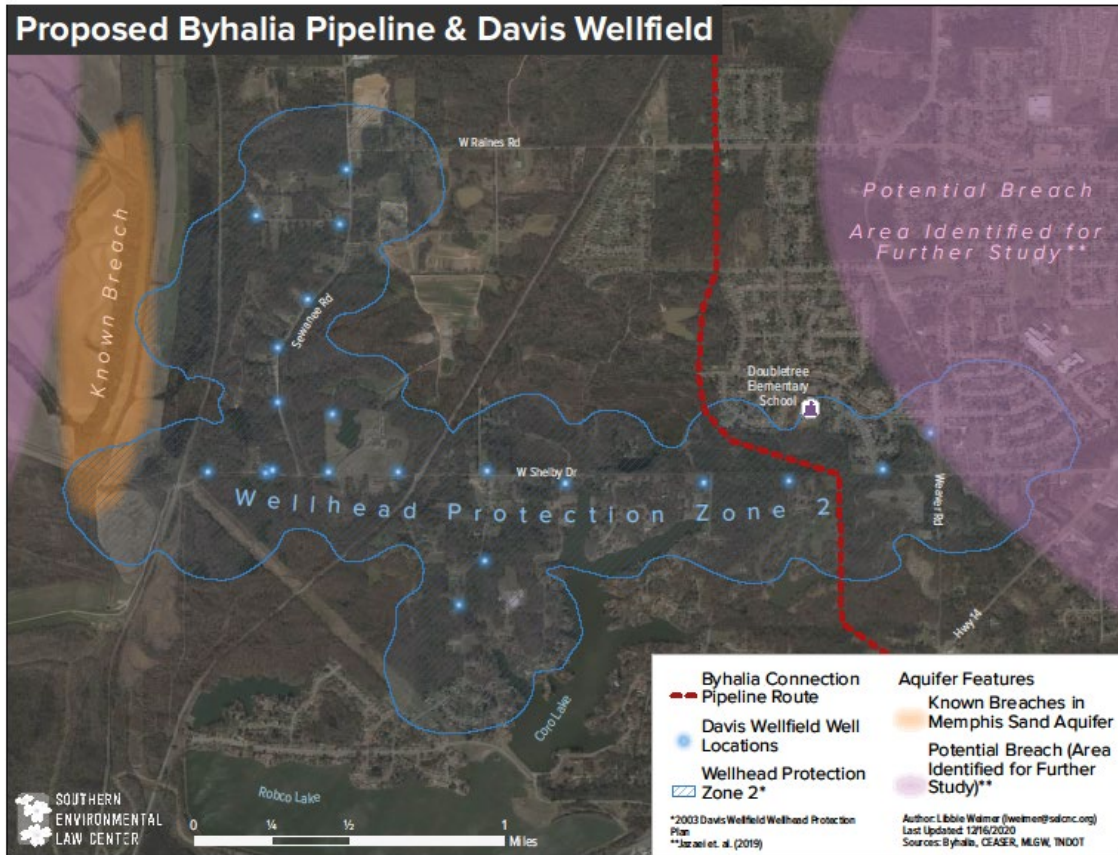 Proposed Byhalia Pipeline & Davis Wellfield
W Raines Rd
Potential Breach
Area Identified for
Further Study**
Known Breach
Sewanee Rd
Doubletree
Elementary
School
W Shelby Dr
Wellhead Protection Zone 2
Weaver Rd
Hwy 14
Coro Lake
Robco Lake
Byhalia Connection
Pipeline Route
Davis Wellfield Well
Locations
Wellhead Protection
Zone 2*
*2003 Davis Wellfield Wellhead Protection
Plan
**Jazaei et. al. (2019)
Aquifer Features
Known Breaches in
Memphis Sand Aquifer
Potential Breach (Area
Identified for Further
Study)**
Author: Libbie Weimer (lweimer@selcnc.org)
Last Updated: 12/16/2020
Sources: Byhalia, CEASER, MLGW, TNDOT
SOUTHERN
ENVIRONMENTAL
LAW CENTER
0 ¼ ½ 1
Miles